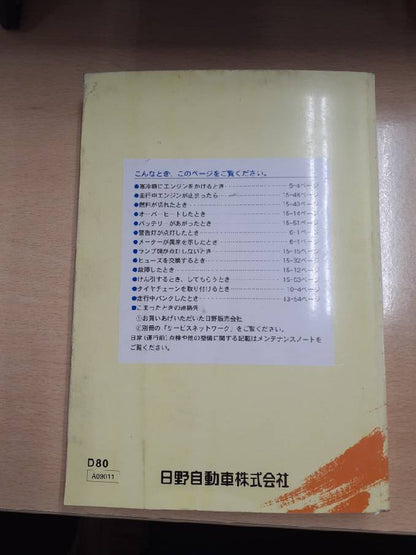 こんなとき、このページをご覧ください。
●寒冷時にエンジンをかけるとき 5-4ページ
●走行中エンジンが止まったら 15-48ページ
●燃料が切れたとき 15-40ページ
●オーバーヒートしたとき 15-14ページ
●バッテリーがあがったとき 15-51ページ
●警告灯が点灯したとき 6-1ページ
●メーターが異常を示したとき 6-1ページ
●ランプ類が点灯しないとき 15-15ページ
●ヒューズを交換するとき 15-32ページ
●故障したとき 15-12ページ
●けん引するとき、してもらうとき 15-53ページ
●タイヤチェーンを取り付けるとき 10-4ページ
●走行中パンクしたとき 13-54ページ
●こまったときの連絡先
①お買いあげいただいた日野販売会社
②別冊の「サービスネットワーク」をご覧ください。
日常(運行前)点検や他の整備に関する記載はメンテナンスノートを
ご覧ください。
D80
A09011
日野自動車株式会社